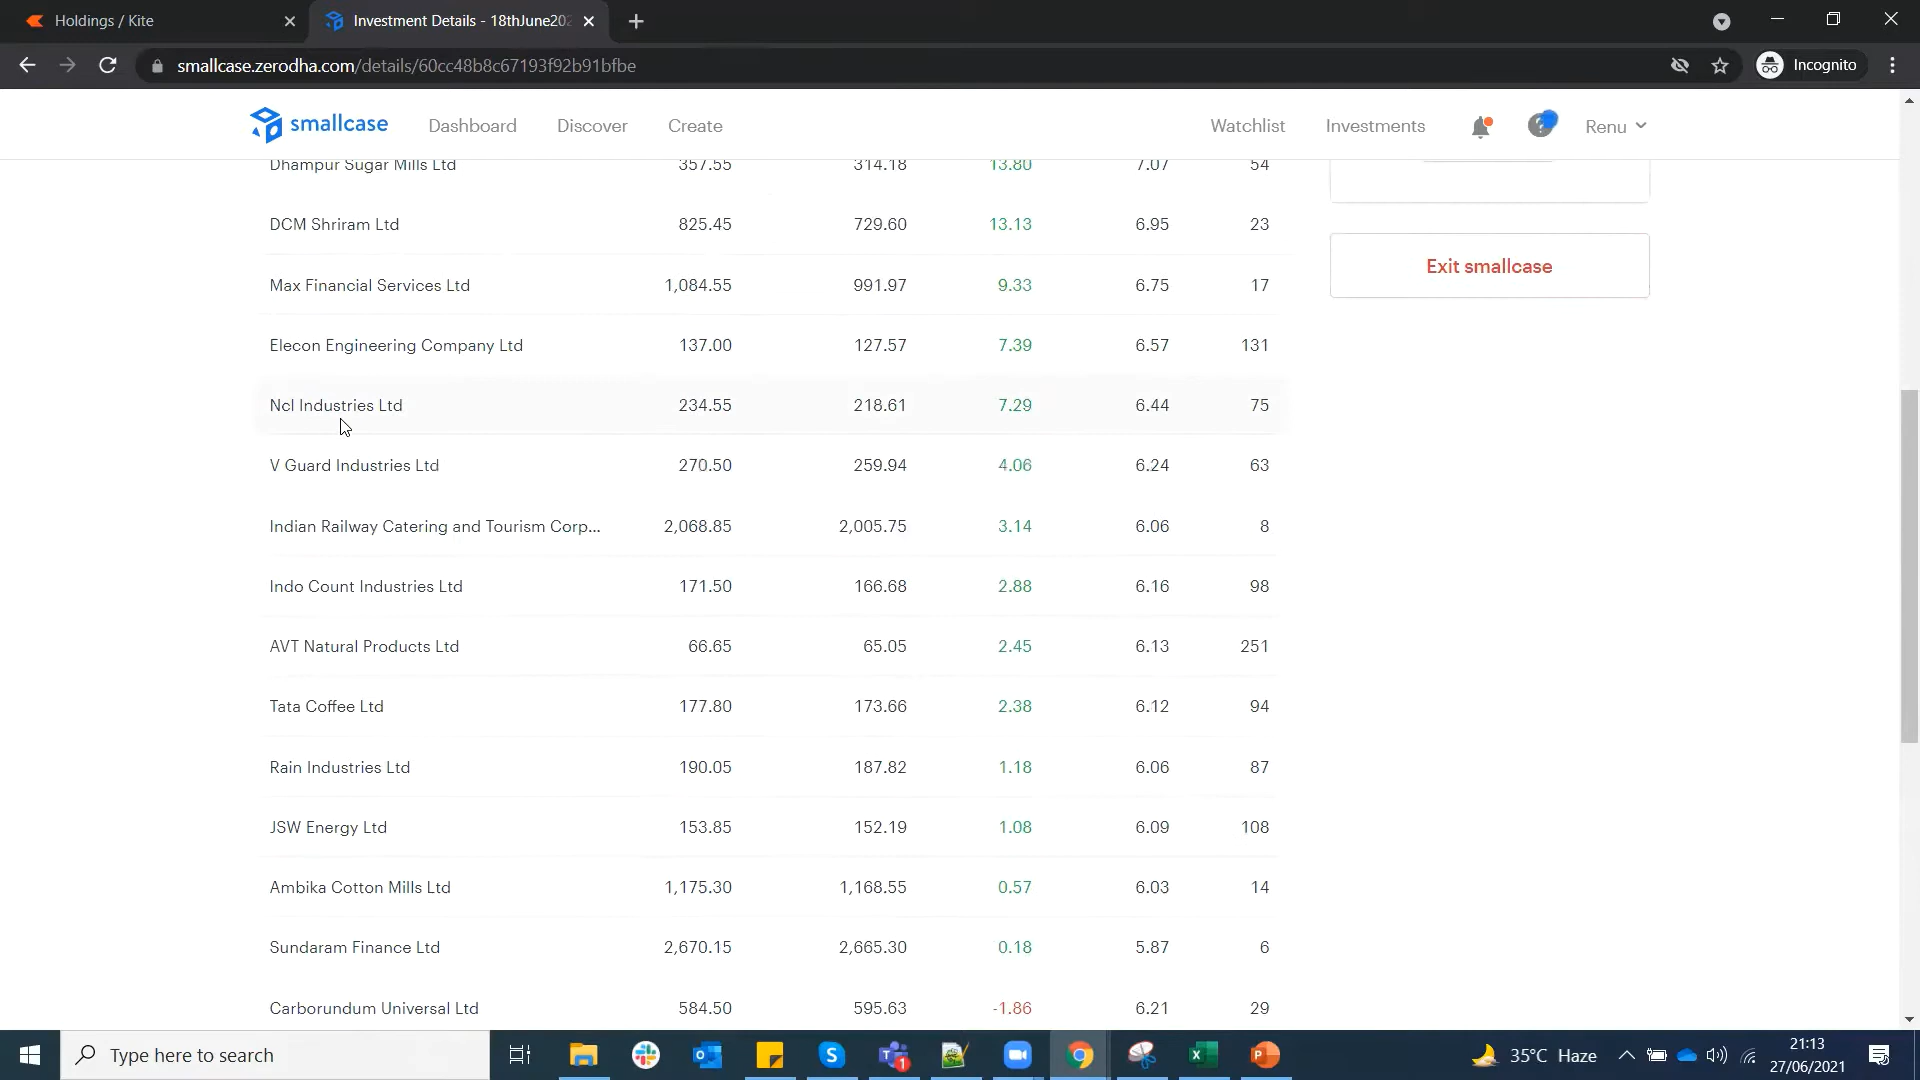 Holdings / Kite
Investment Details - 18thJune202
smallcase.zerodha.com/details/60cc48b8c67193f92b91bfbe
Incognito
smallcase Dashboard Discover Create Watchlist Investments Renu
Dhampur Sugar Mills Ltd 357.55 314.18 13.80 7.07 54
DCM Shriram Ltd 825.45 729.60 13.13 6.95 23
Exit smallcase
Max Financial Services Ltd 1,084.55 991.97 9.33 6.75 17
Elecon Engineering Company Ltd 137.00 127.57 7.39 6.57 131
Ncl Industries Ltd 234.55 218.61 7.29 6.44 75
V Guard Industries Ltd 270.50 259.94 4.06 6.24 63
Indian Railway Catering and Tourism Corp... 2,068.85 2,005.75 3.14 6.06 8
Indo Count Industries Ltd 171.50 166.68 2.88 6.16 98
AVT Natural Products Ltd 66.65 65.05 2.45 6.13 251
Tata Coffee Ltd 177.80 173.66 2.38 6.12 94
Rain Industries Ltd 190.05 187.82 1.18 6.06 87
JSW Energy Ltd 153.85 152.19 1.08 6.09 108
Ambika Cotton Mills Ltd 1,175.30 1,168.55 0.57 6.03 14
Sundaram Finance Ltd 2,670.15 2,665.30 0.18 5.87 6
Carborundum Universal Ltd 584.50 595.63 -1.86 6.21 29
Type here to search
35°C Haze
21:13
27/06/2021